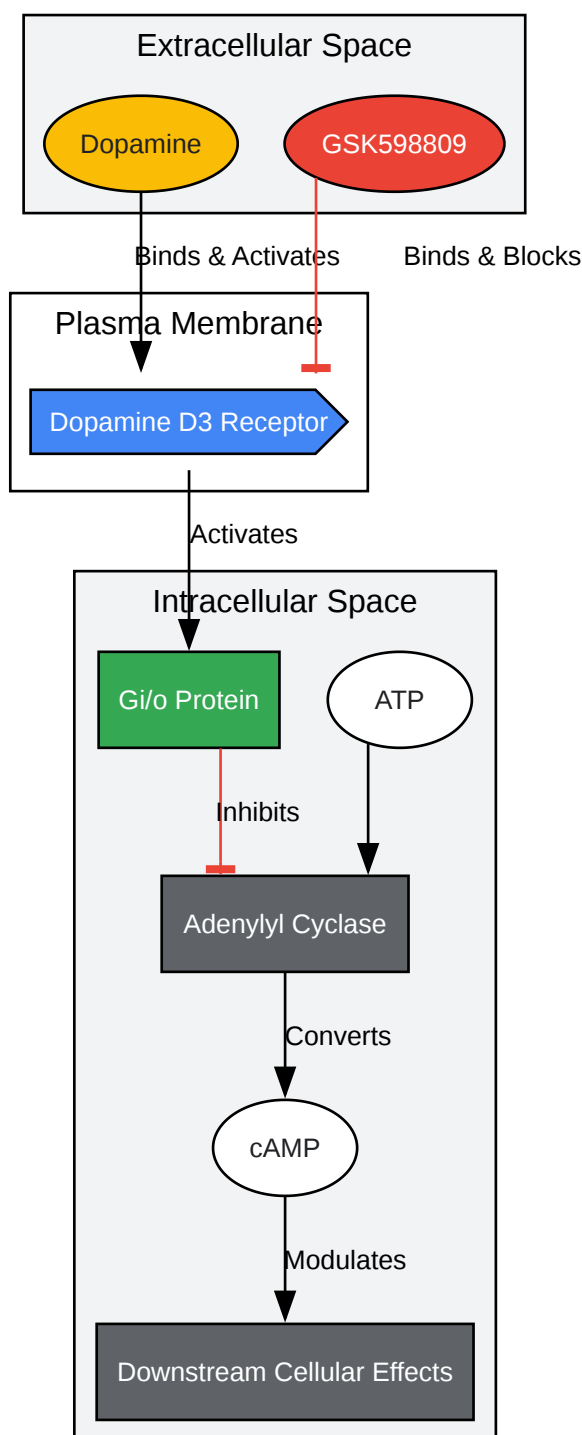 Extracellular Space
Dopamine
GSK598809
Binds & Activates
Binds & Blocks
Plasma Membrane
Dopamine D3 Receptor
Activates
Intracellular Space
Gi/o Protein
ATP
Inhibits
Adenylyl Cyclase
Converts
cAMP
Modulates
Downstream Cellular Effects